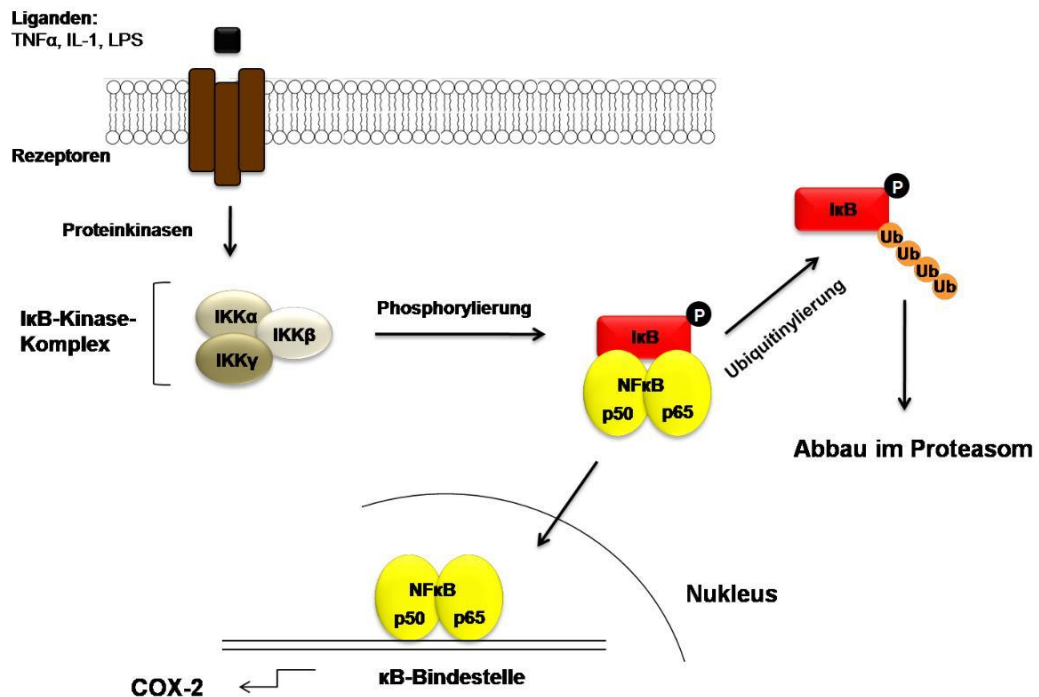 Liganden:
TNFα, IL-1, LPS
Rezeptoren
Proteinkinasen
IκB-Kinase-
Komplex
IKKα
IKKβ
IKKγ
Phosphorylierung
P
IκB
NFκB
p50 p65
Ubiquitinylierung
P
IκB
Ub
Ub
Ub
Ub
Abbau im Proteasom
Nukleus
NFκB
p50 p65
κB-Bindestelle
COX-2